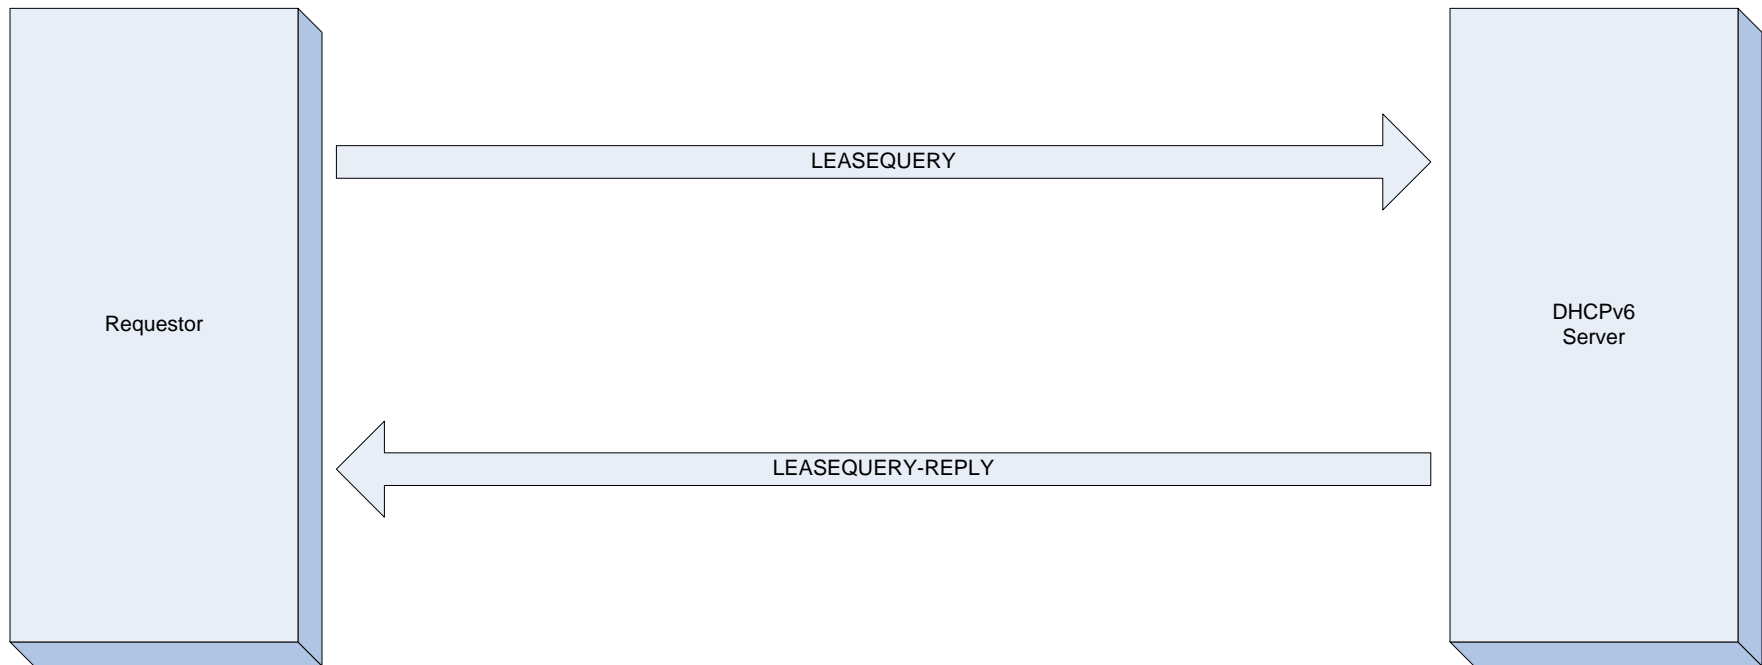 LEASEQUERY
Requestor
DHCPv6
Server
LEASEQUERY-REPLY